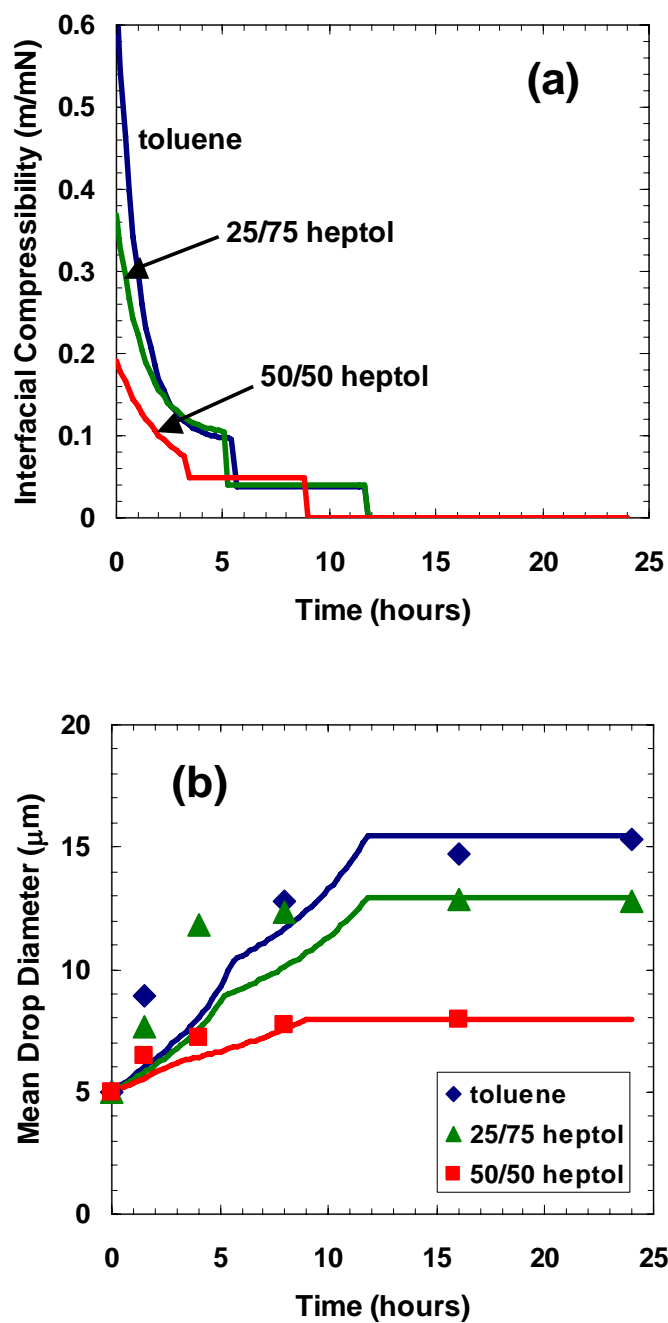 0.6
(a)
0.5
toluene
0.4
25/75 heptol
0.3
0.2
50/50 heptol
0.1
0
0 5 10 15 20 25
Interfacial Compressibility (m/mN)
Time (hours)
20
(b)
15
10
5
0
toluene
25/75 heptol
50/50 heptol
0 5 10 15 20 25
Mean Drop Diameter (μm)
Time (hours)